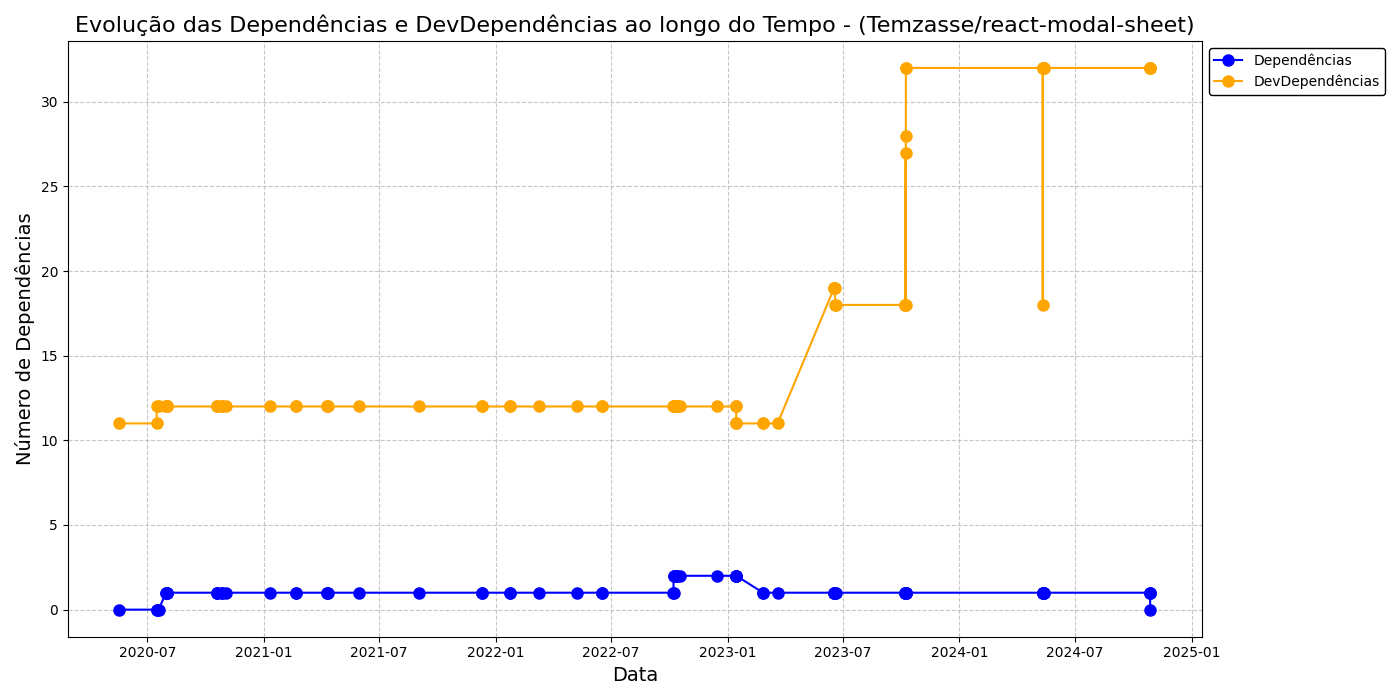 Evolução das Dependências e DevDependências ao longo do Tempo - (Temzasse/react-modal-sheet)
Dependências
DevDependências
Número de Dependências
30
25
20
15
10
5
0
2020-07 2021-01 2021-07 2022-01 2022-07 2023-01 2023-07 2024-01 2024-07 2025-01
Data